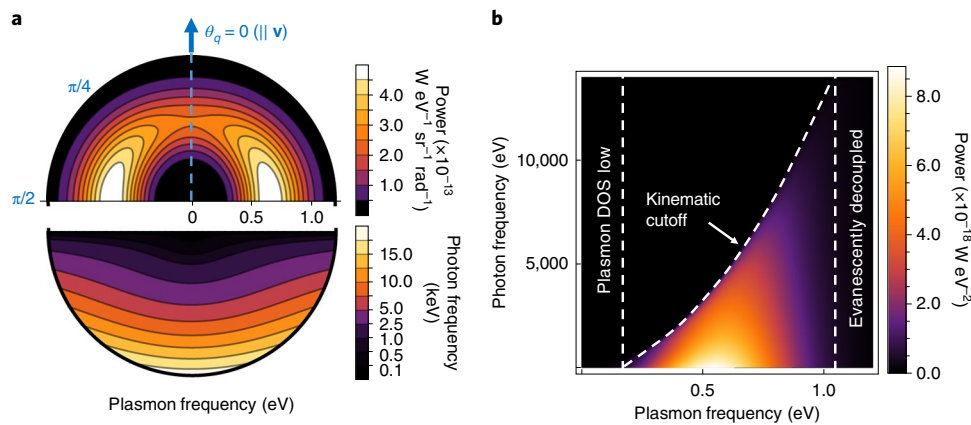 a
θq = 0 (|| v)
π/4
π/2
0 0.5 1.0
4.0
3.0
2.0
1.0
Power (×10⁻¹³
W eV⁻¹ sr⁻¹ rad⁻¹)
15.0
10.0
5.0
2.5
1.0
0.5
0.1
Photon frequency
(keV)
Plasmon frequency (eV)
b
Photon frequency (eV)
10,000
5,000
Plasmon DOS low
Kinematic
cutoff
Evanescently decoupled
0.5 1.0
Plasmon frequency (eV)
8.0
6.0
4.0
2.0
0.0
Power (×10⁻¹⁸ W eV⁻²)